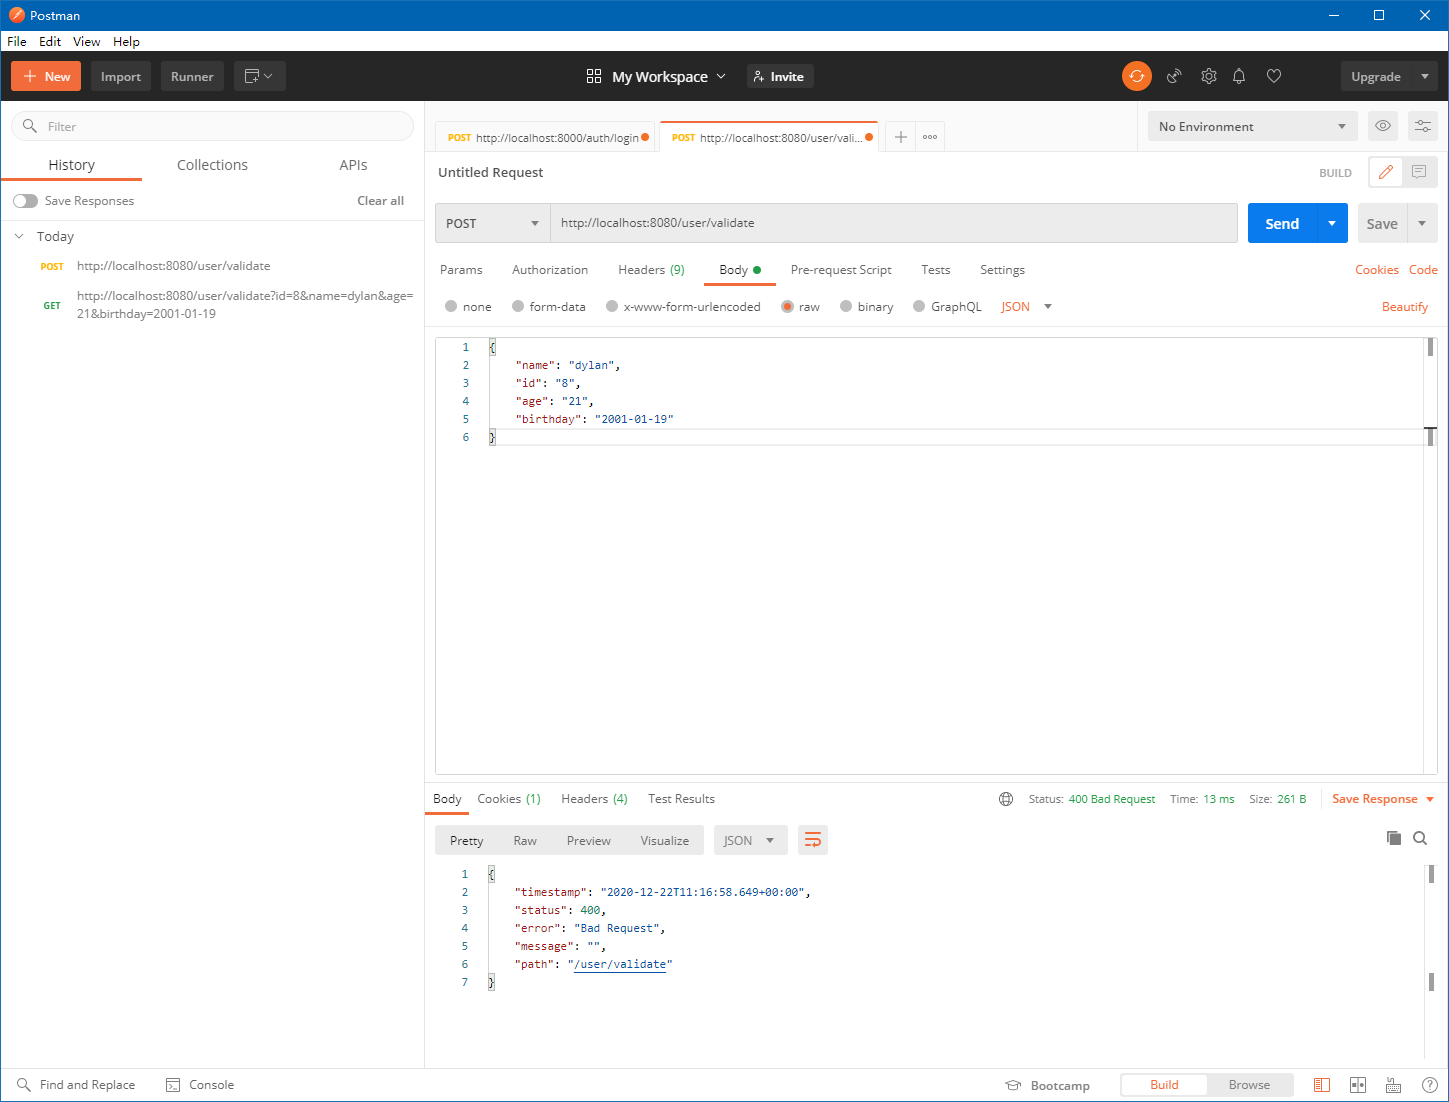 Postman
File Edit View Help
New Import Runner My Workspace Invite Upgrade
Filter
History Collections APIs
Save Responses Clear all
Today
POST http://localhost:8080/user/validate
GET http://localhost:8080/user/validate?id=8&name=dylan&age=
21&birthday=2001-01-19
POST http://localhost:8000/auth/login POST http://localhost:8080/user/vali...
No Environment
Untitled Request BUILD
POST http://localhost:8080/user/validate Send Save
Params Authorization Headers (9) Body Pre-request Script Tests Settings Cookies Code
none form-data x-www-form-urlencoded raw binary GraphQL JSON Beautify
1 {
2 "name": "dylan",
3 "id": "8",
4 "age": "21",
5 "birthday": "2001-01-19"
6 }
Body Cookies (1) Headers (4) Test Results Status: 400 Bad Request Time: 13 ms Size: 261 B Save Response
Pretty Raw Preview Visualize JSON
1 {
2 "timestamp": "2020-12-22T11:16:58.649+00:00",
3 "status": 400,
4 "error": "Bad Request",
5 "message": "",
6 "path": "/user/validate"
7 }
Find and Replace Console Bootcamp Build Browse